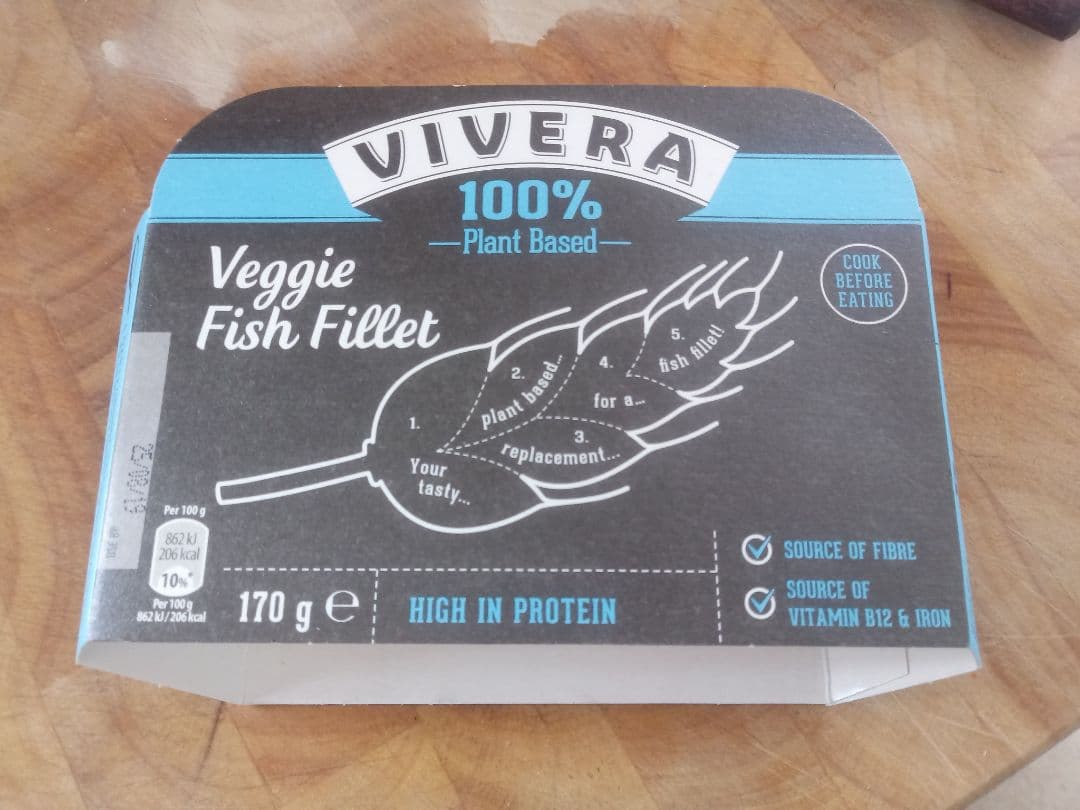 VIVERA
100%
Plant Based
Veggie
Fish Fillet
COOK
BEFORE
EATING
1.
Your
tasty...
2.
plant based...
3.
replacement...
4.
for a...
5.
fish fillet!
USE BY
Per 100 g
862 kJ
206 kcal
10%*
Per 100 g
862 kJ / 206 kcal
170 g e
HIGH IN PROTEIN
SOURCE OF FIBRE
SOURCE OF
VITAMIN B12 & IRON